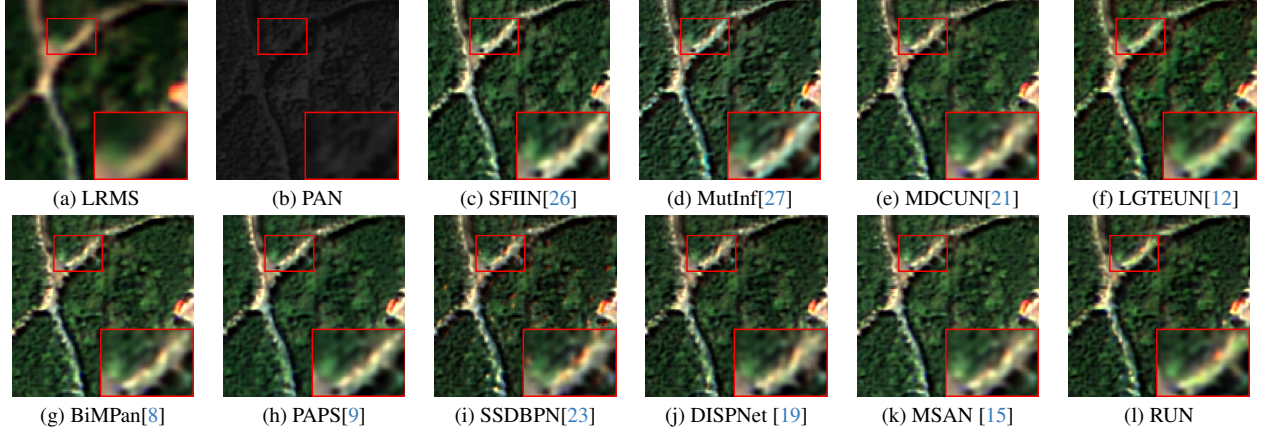 (a) LRMS (b) PAN (c) SFIIN[26] (d) MutInf[27] (e) MDCUN[21] (f) LGTEUN[12]
(g) BiMPan[8] (h) PAPS[9] (i) SSDBPN[23] (j) DISPNet [19] (k) MSAN [15] (l) RUN